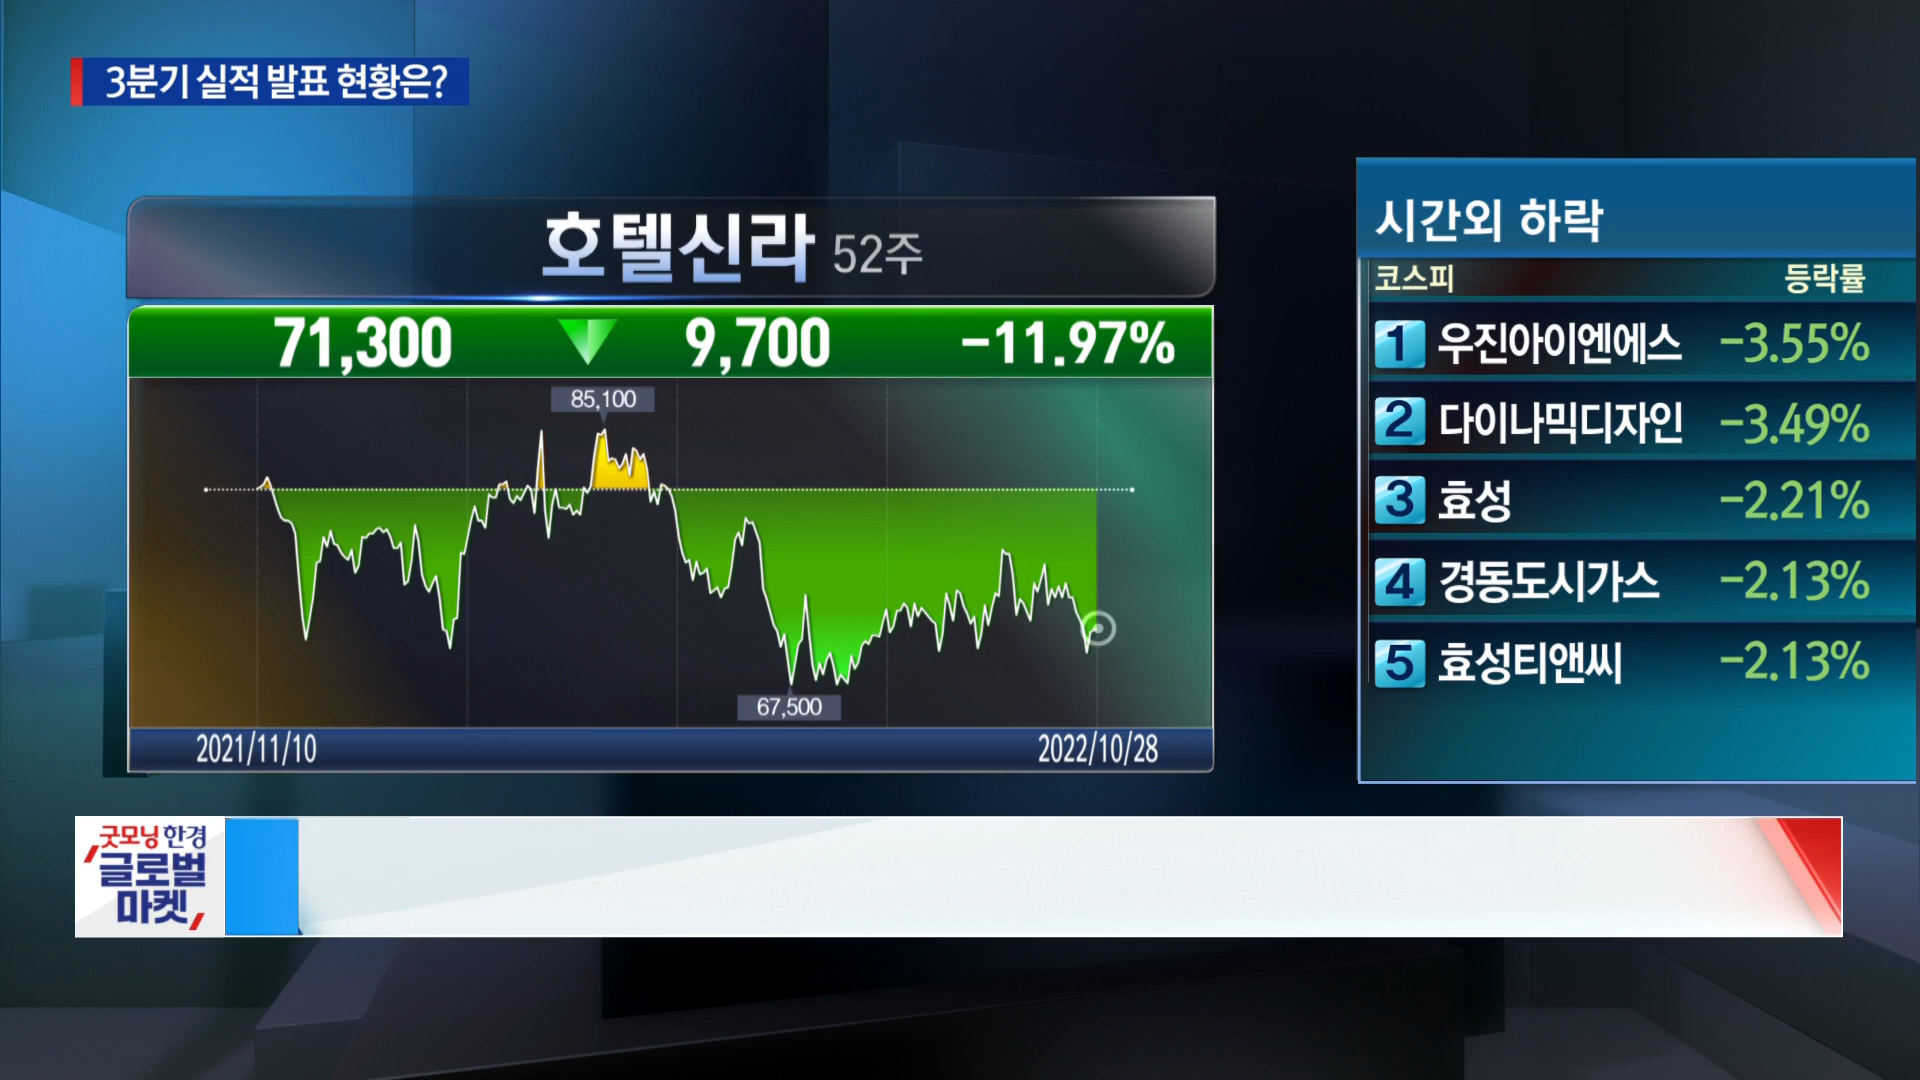 3분기 실적 발표 현황은?
호텔신라 52주
71,300 ▼ 9,700 -11.97%
85,100
67,500
2021/11/10 2022/10/28
시간외 하락
코스피 등락률
1 우진아이엔에스 -3.55%
2 다이나믹디자인 -3.49%
3 효성 -2.21%
4 경동도시가스 -2.13%
5 효성티앤씨 -2.13%
굿모닝 한경
글로벌
마켓